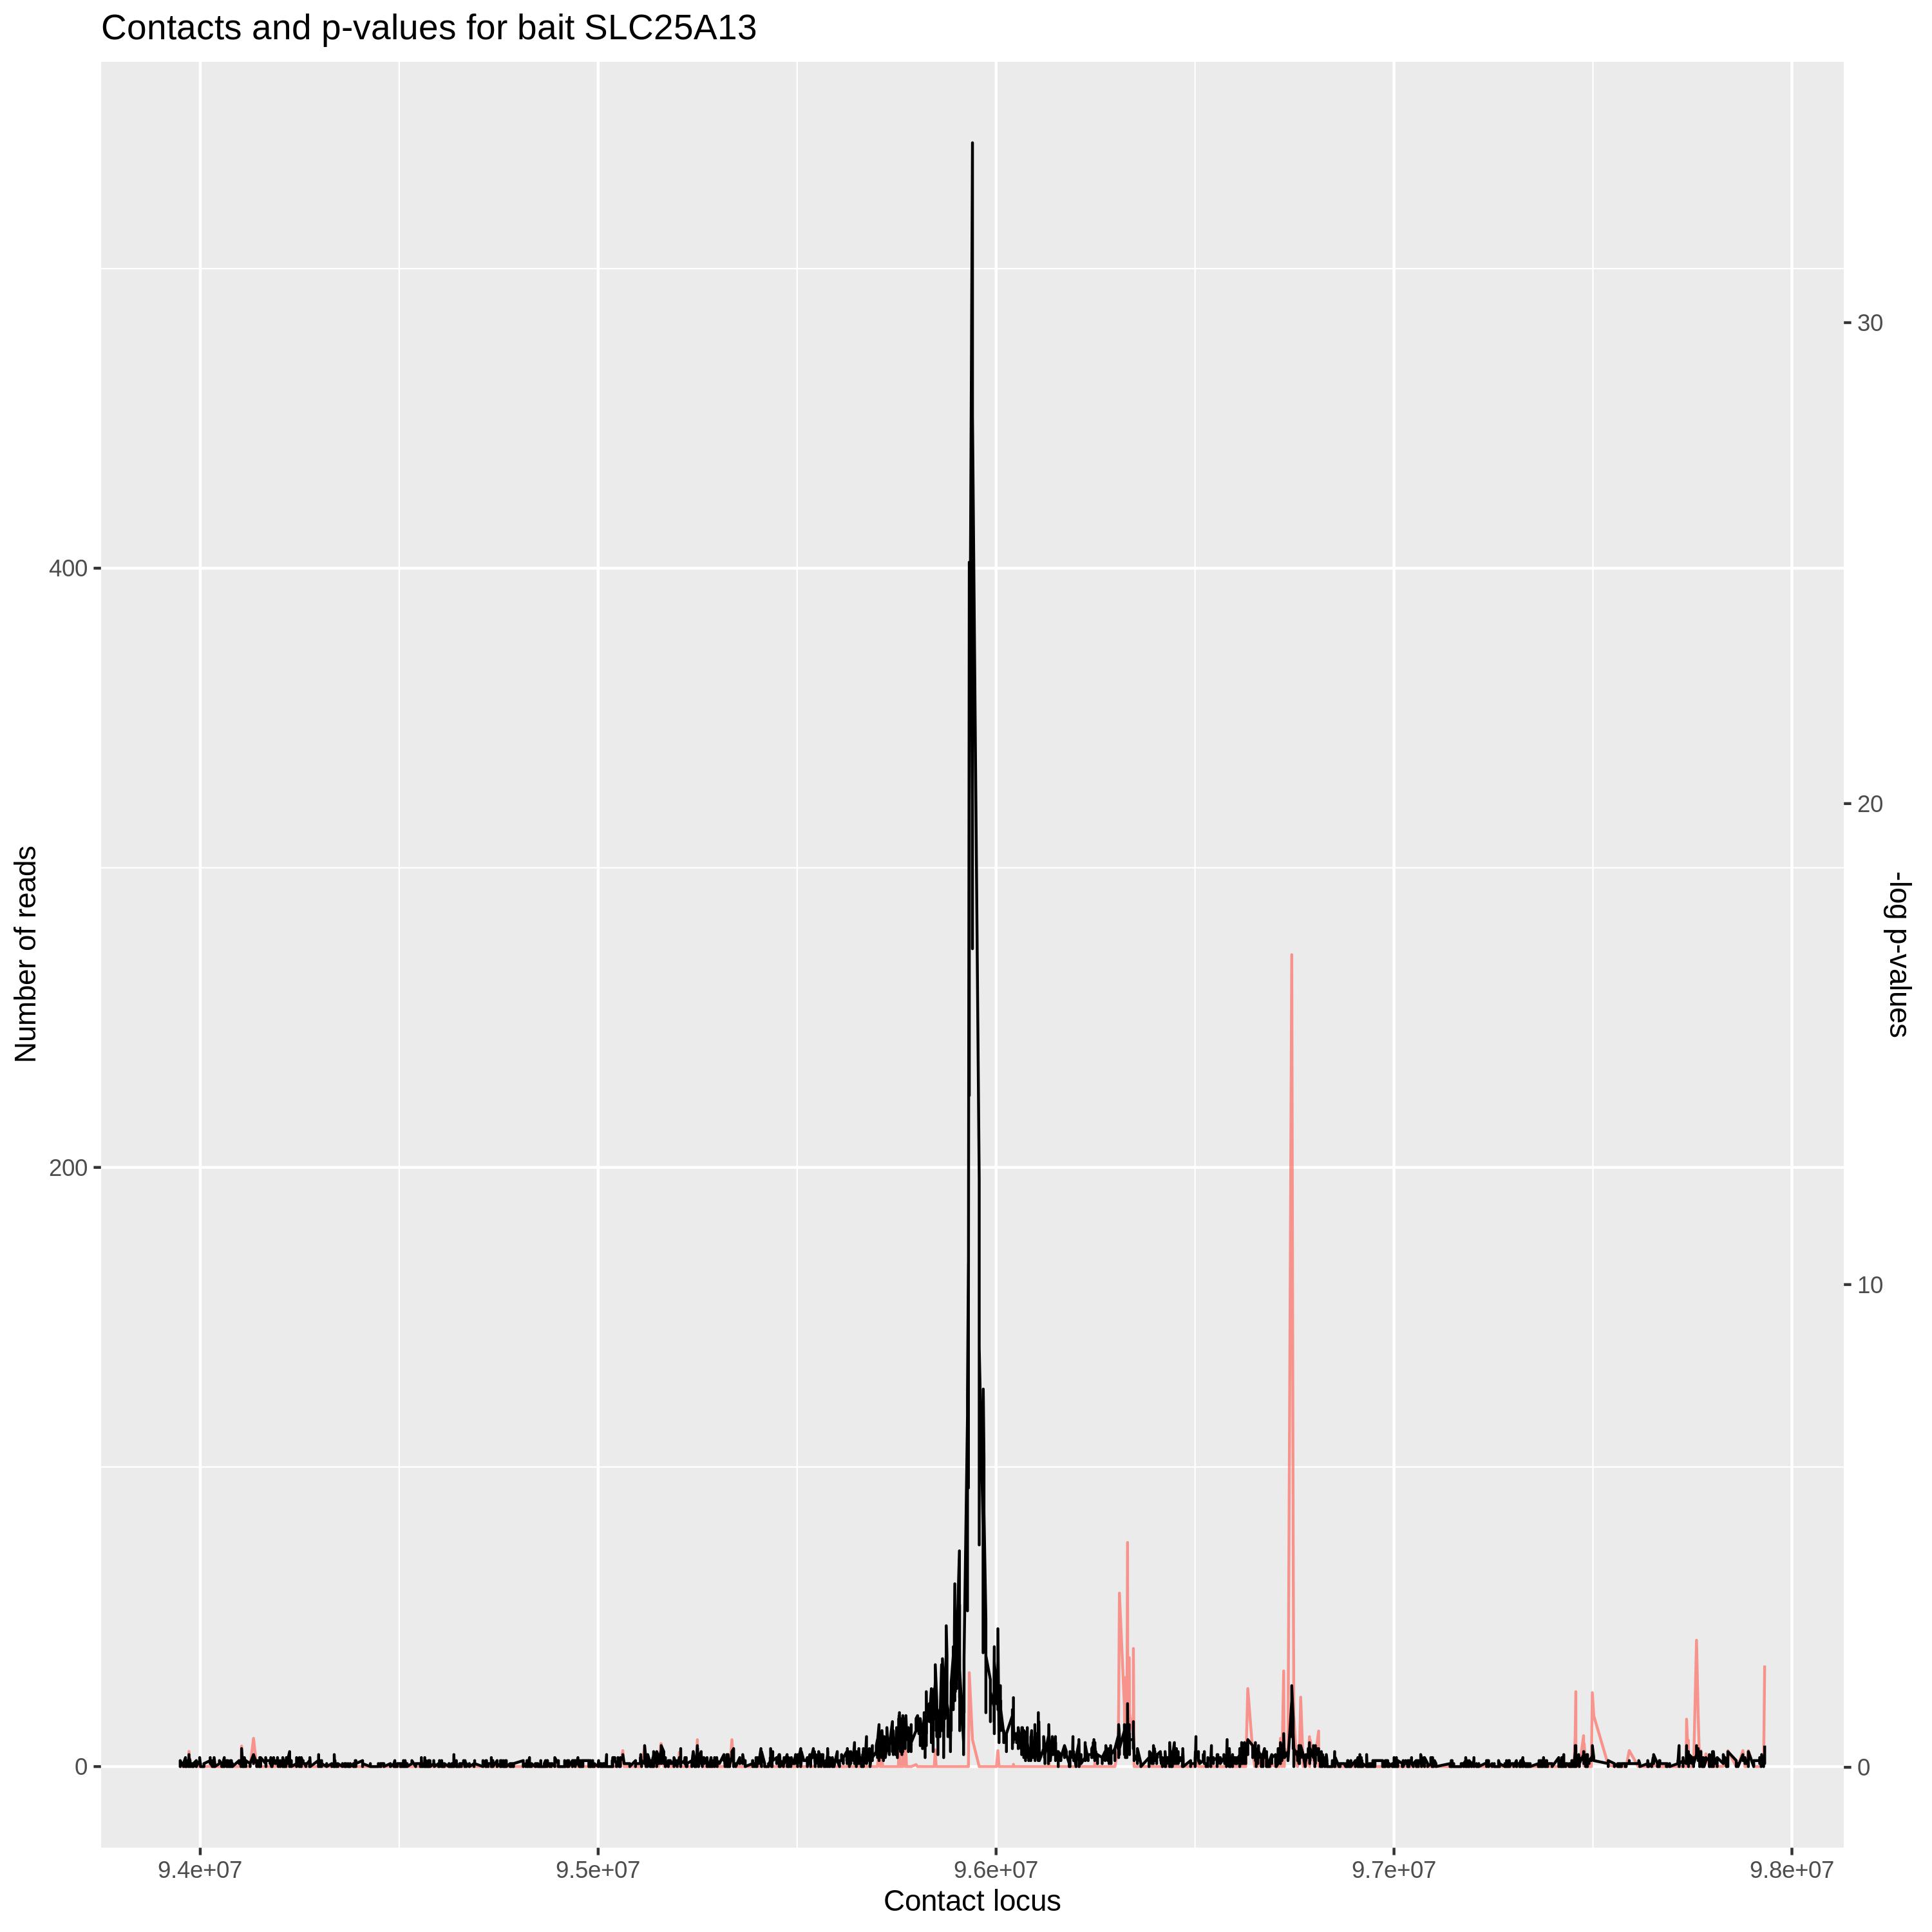 Contacts and p-values for bait SLC25A13
Number of reads
400
200
0
30
20
10
0
-log p-values
9.4e+07
9.5e+07
9.6e+07
9.7e+07
9.8e+07
Contact locus